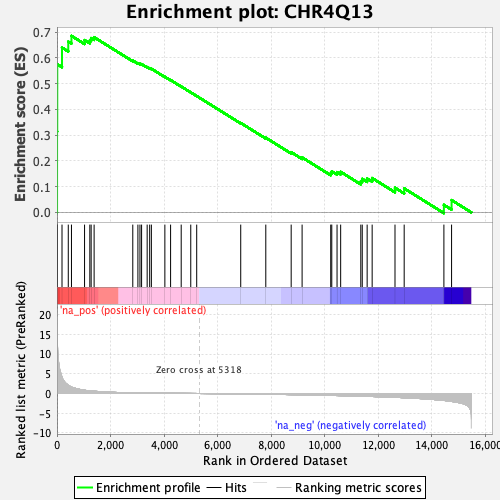 Enrichment plot: CHR4Q13
Enrichment score (ES)
0.7
0.6
0.5
0.4
0.3
0.2
0.1
0.0
'na_pos' (positively correlated)
Ranked list metric (PreRanked)
20
15
10
5
0
-5
-10
Zero cross at 5318
'na_neg' (negatively correlated)
0 2,000 4,000 6,000 8,000 10,000 12,000 14,000 16,000
Rank in Ordered Dataset
Enrichment profile Hits Ranking metric scores